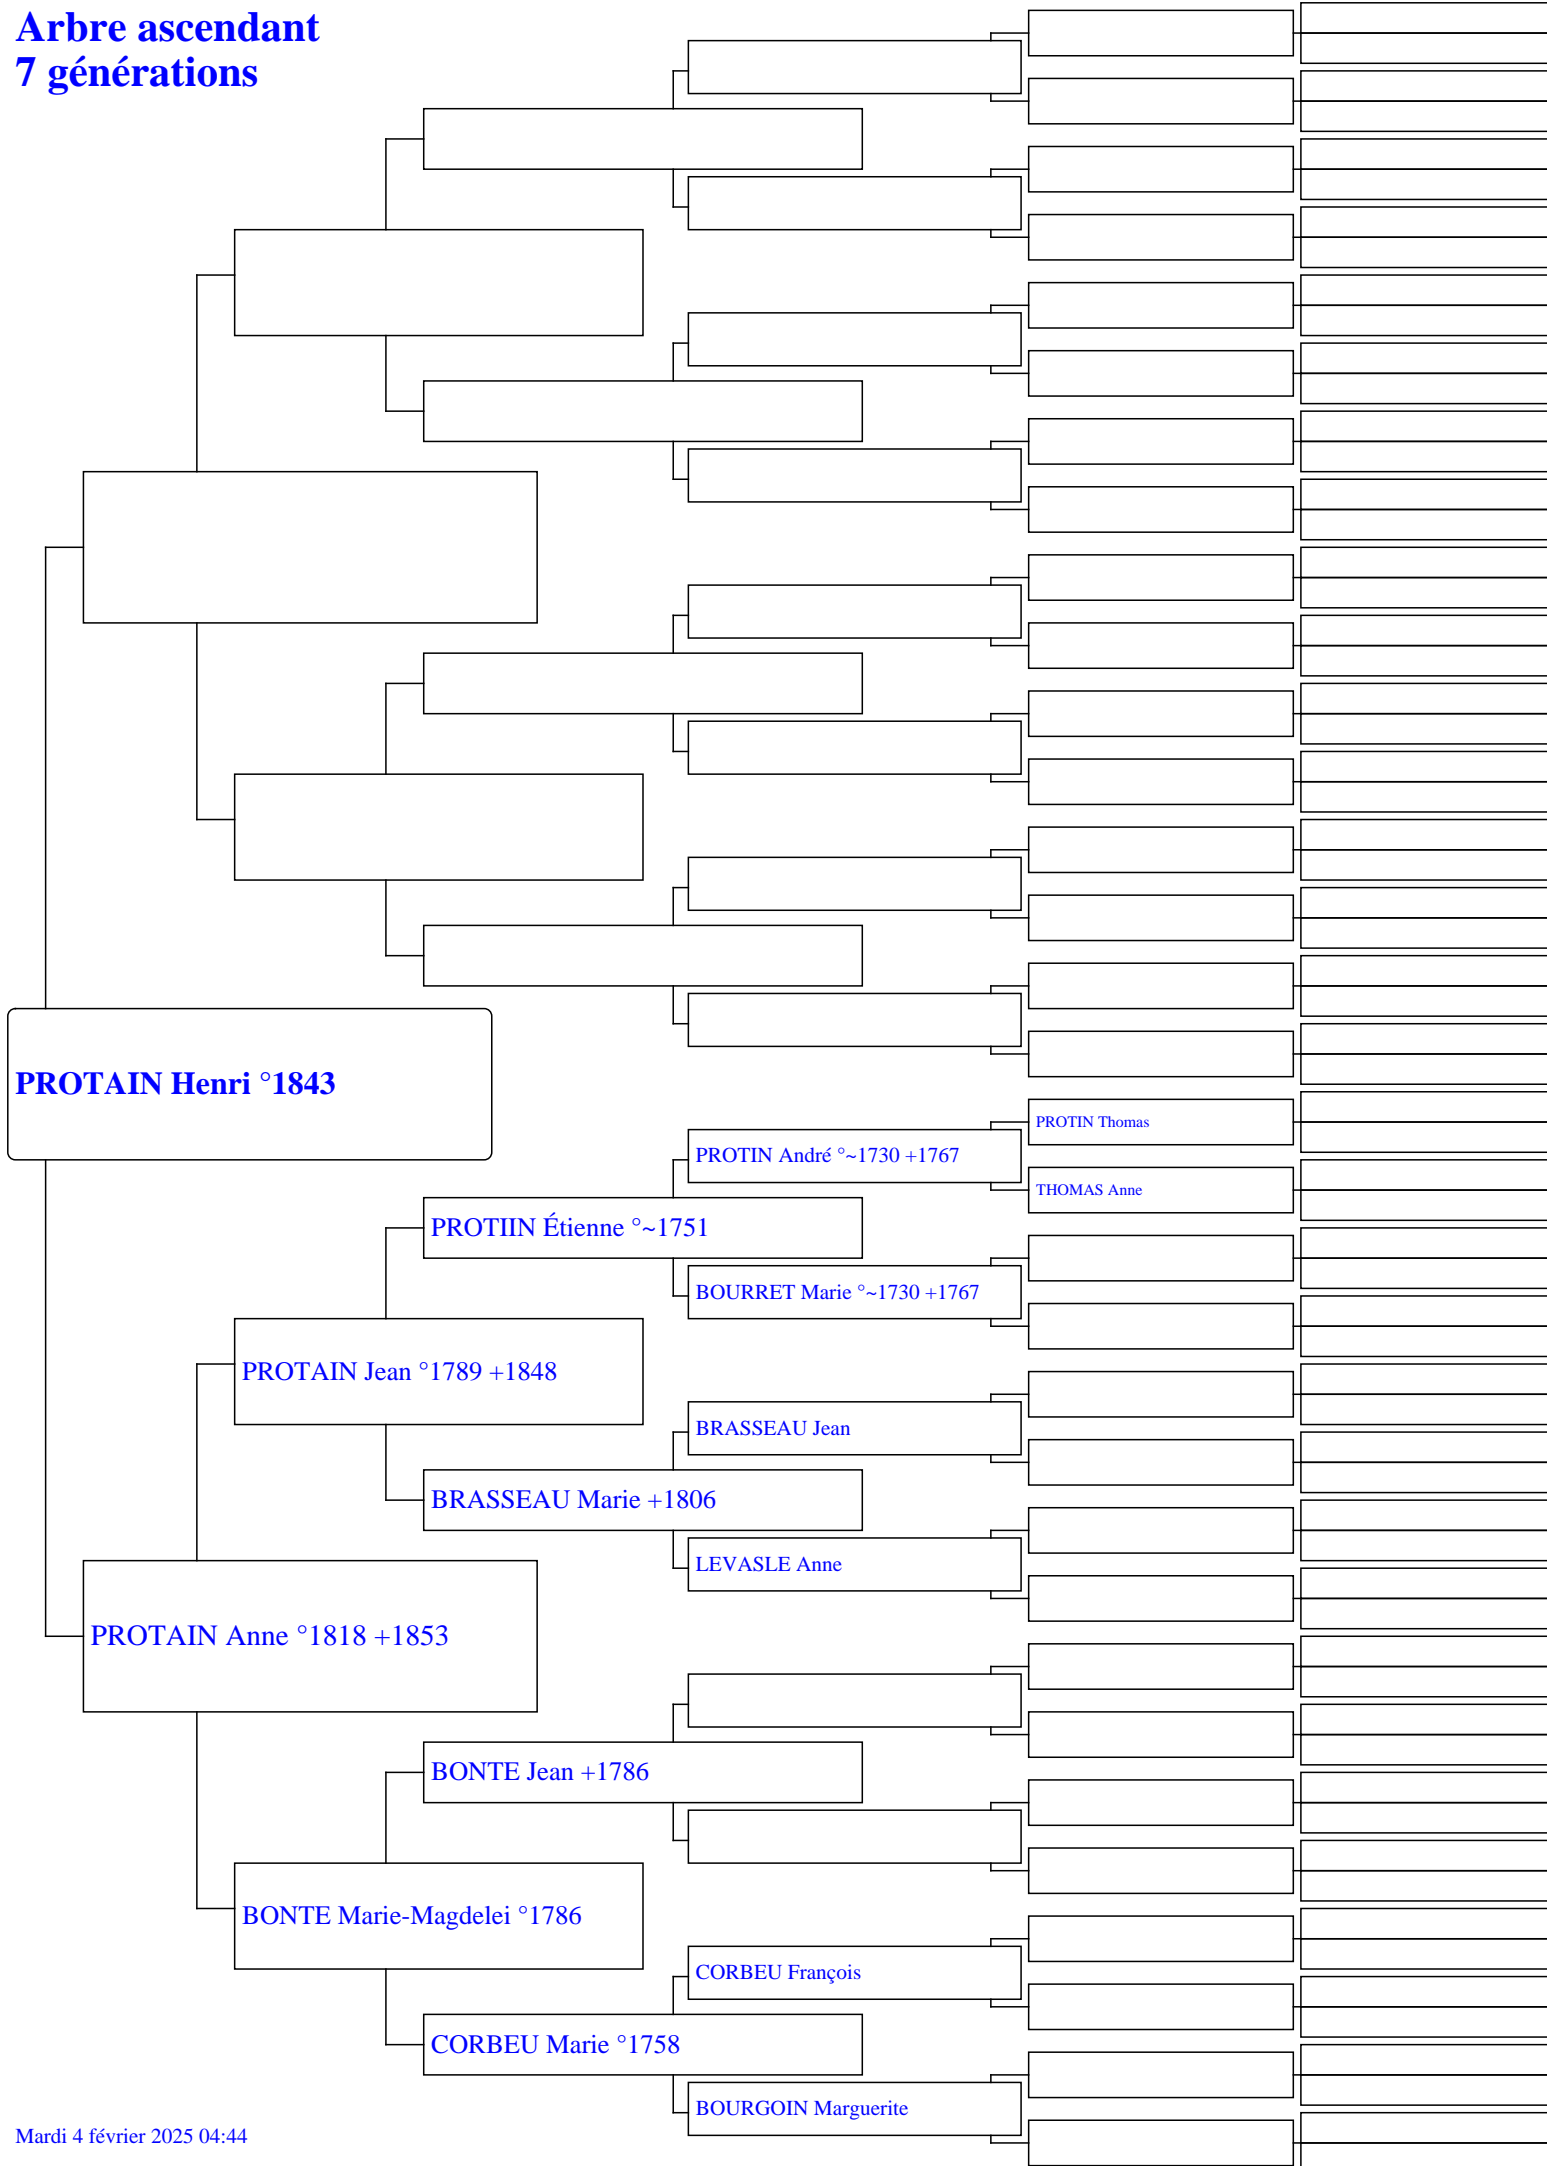 Arbre ascendant
7 générations
PROTAIN Henri °1843
PROTIN Thomas
PROTIN André °~1730 +1767
THOMAS Anne
PROTIIN Étienne °~1751
BOURRET Marie °~1730 +1767
PROTAIN Jean °1789 +1848
BRASSEAU Jean
BRASSEAU Marie +1806
LEVASLE Anne
PROTAIN Anne °1818 +1853
BONTE Jean +1786
BONTE Marie-Magdelei °1786
CORBEU François
CORBEU Marie °1758
BOURGOIN Marguerite
Mardi 4 février 2025 04:44